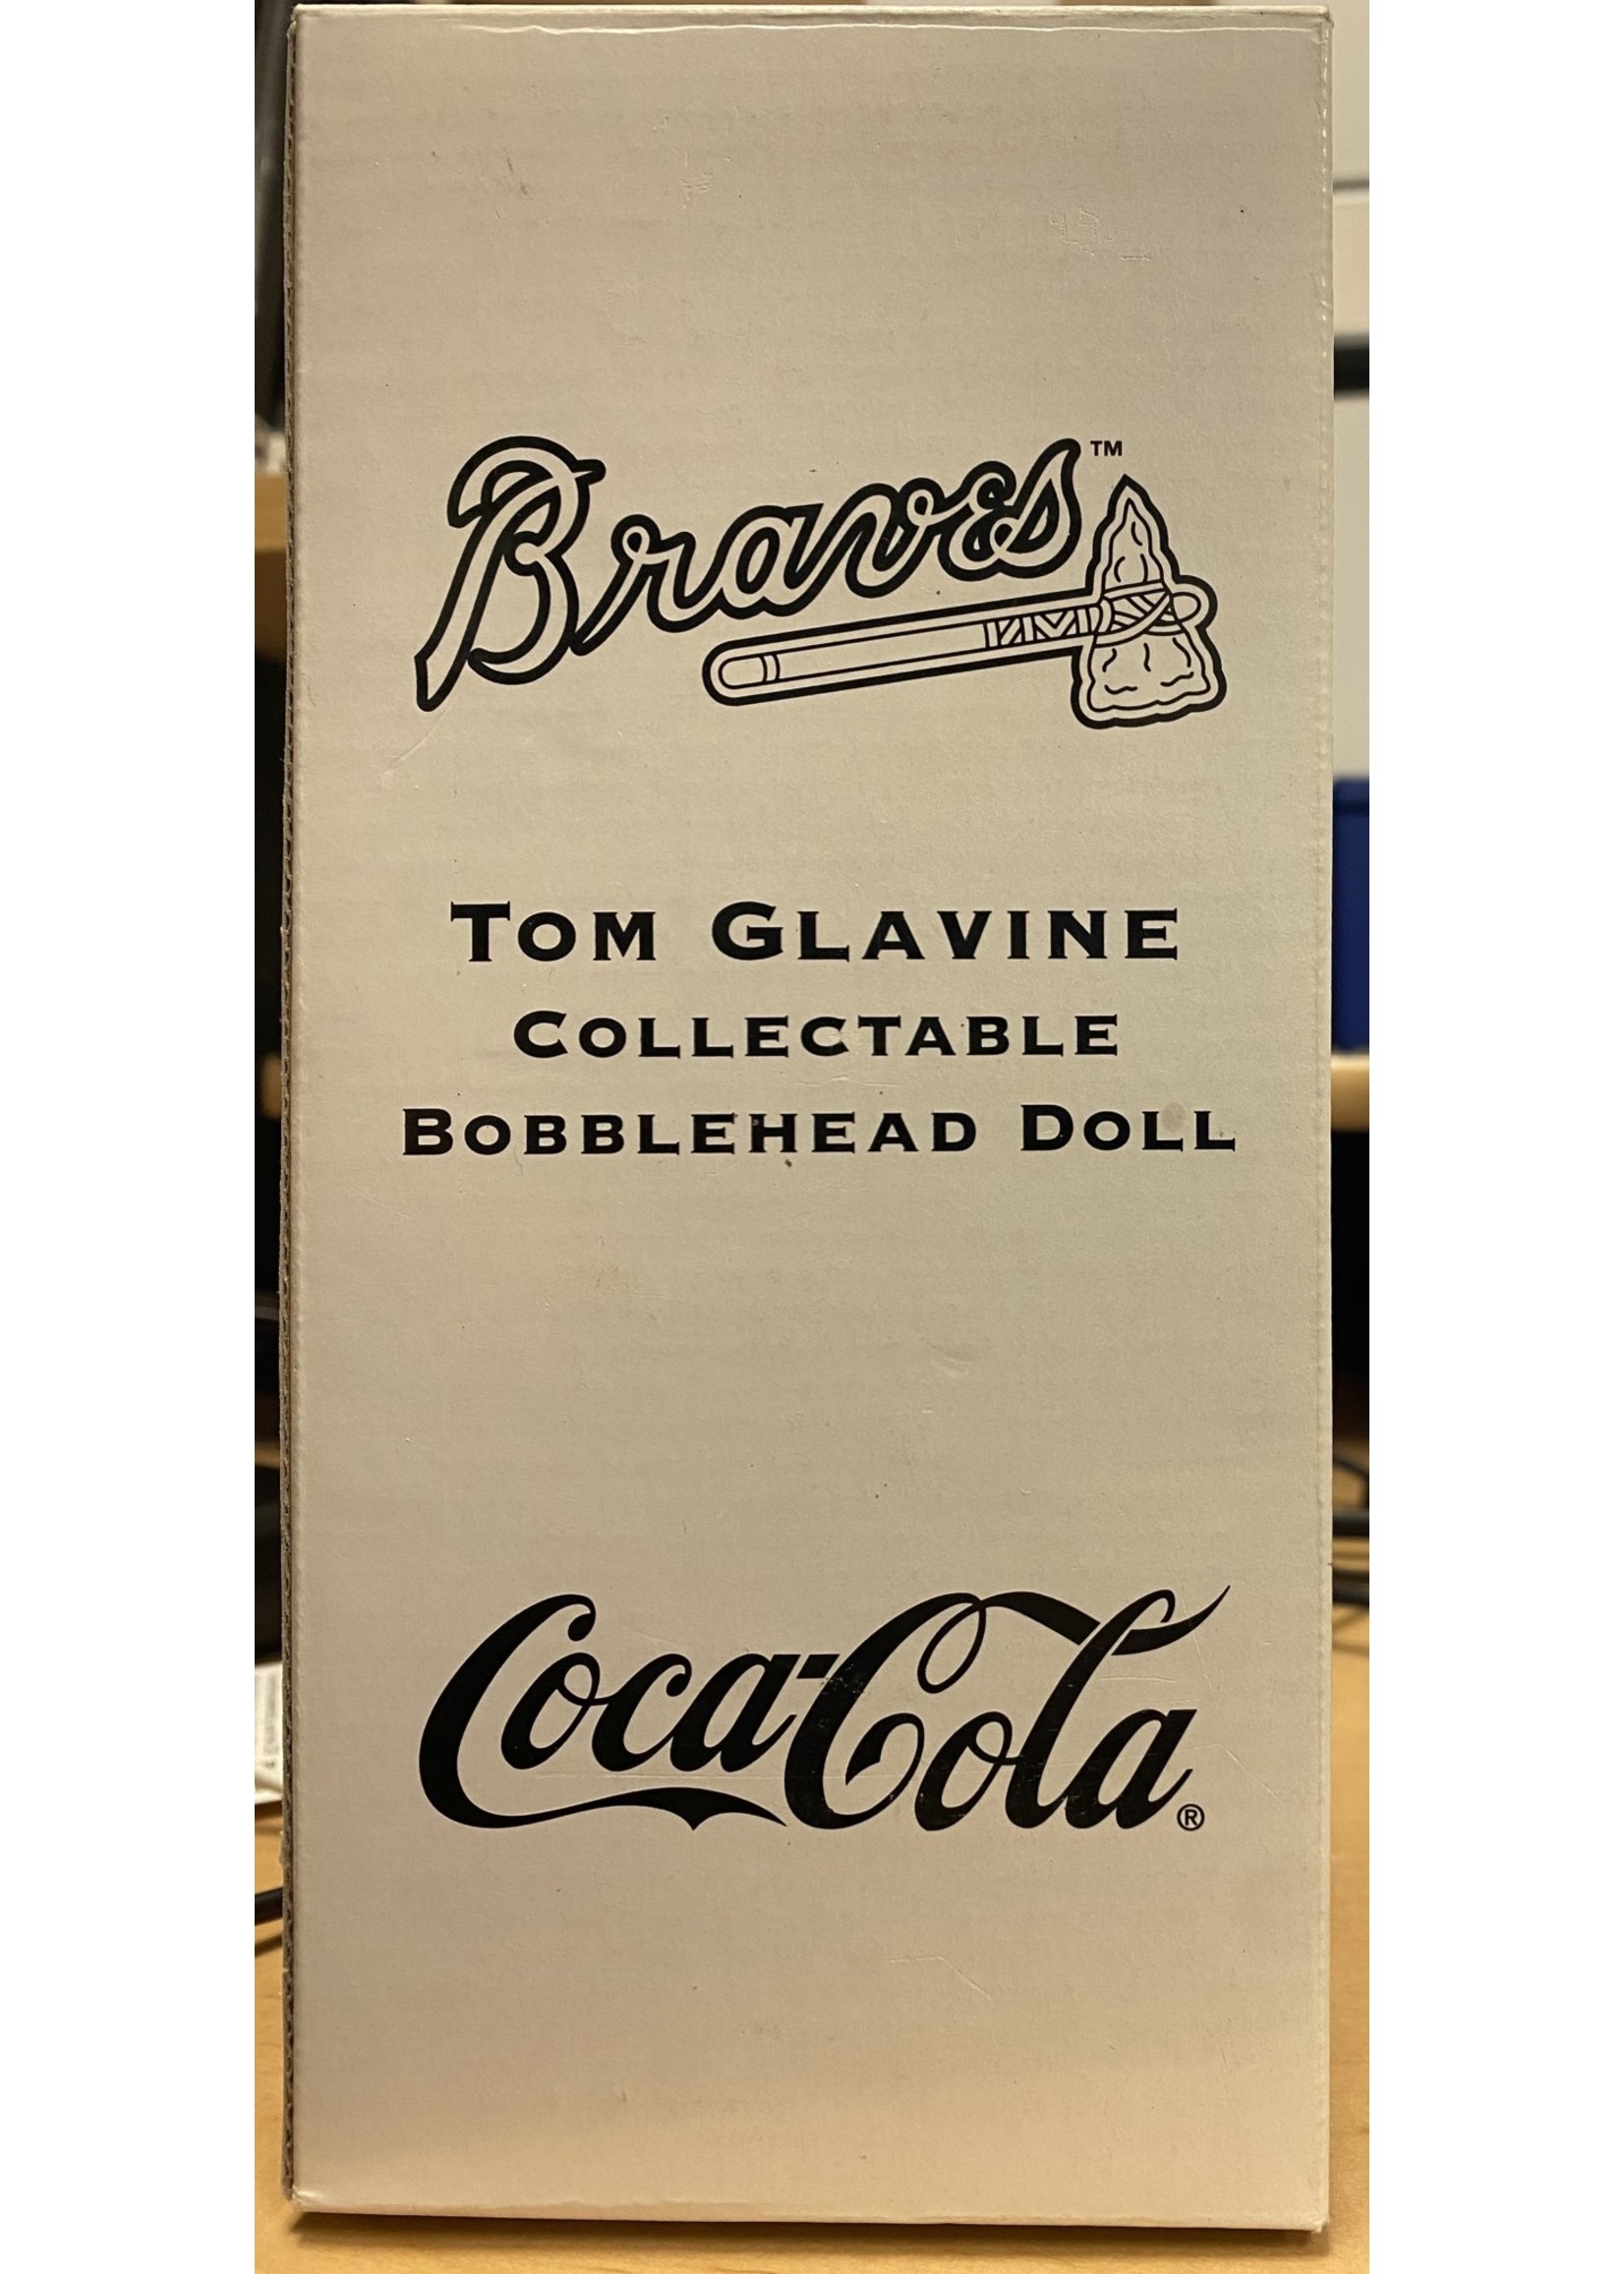 Braves™
TOM GLAVINE
COLLECTABLE
BOBBLEHEAD DOLL
Coca-Cola®